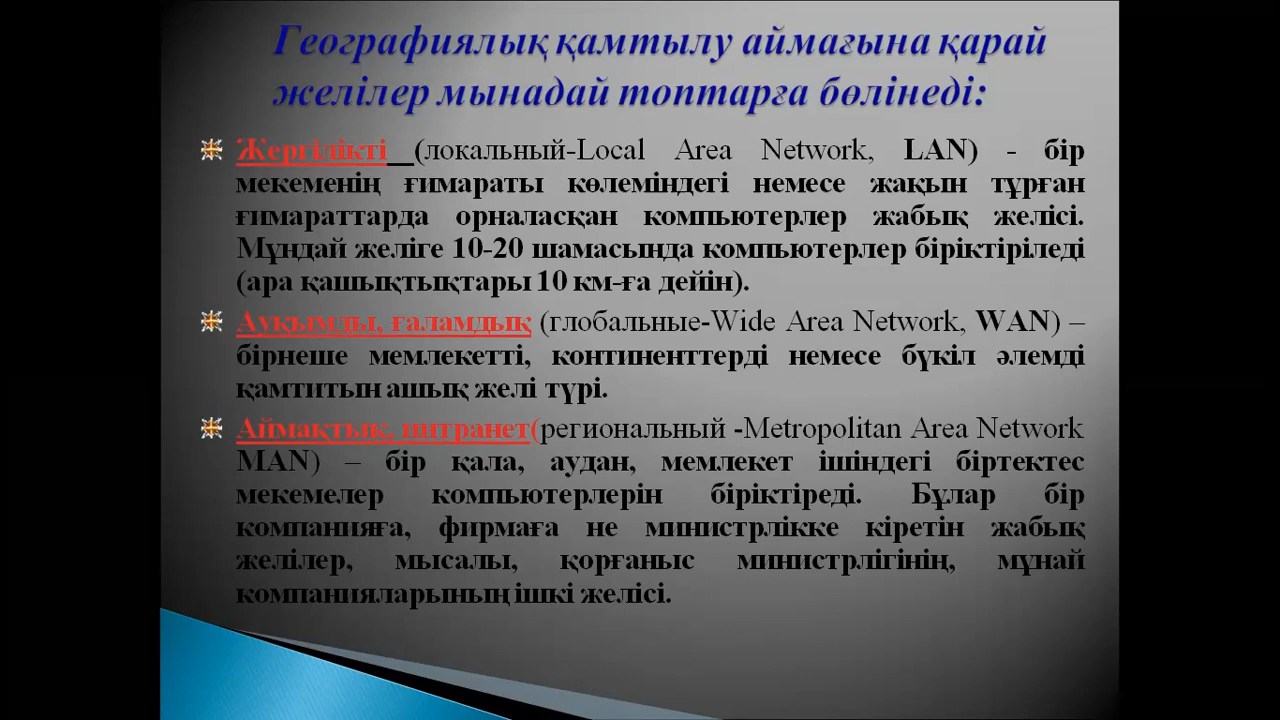 Географиялық қамтылу аймағына қарай
желілер мынадай топтарға бөлінеді:
Жергілікті (локальный-Local Area Network, LAN) - бір
мекеменің ғимараты көлеміндегі немесе жақын тұрған
ғимараттарда орналасқан компьютерлер жабық желісі.
Мұндай желіге 10-20 шамасында компьютерлер біріктіріледі
(ара қашықтықтары 10 км-ға дейін).
Ауқымды, ғаламдық (глобальные-Wide Area Network, WAN) –
бірнеше мемлекетті, континенттерді немесе бүкіл әлемді
қамтитын ашық желі түрі.
Аймақтық, интранет(региональный -Metropolitan Area Network
MAN) – бір қала, аудан, мемлекет ішіндегі біртектес
мекемелер компьютерлерін біріктіреді. Бұлар бір
компанияға, фирмаға не министрлікке кіретін жабық
желілер, мысалы, қорғаныс министрлігінің, мұнай
компанияларының ішкі желісі.